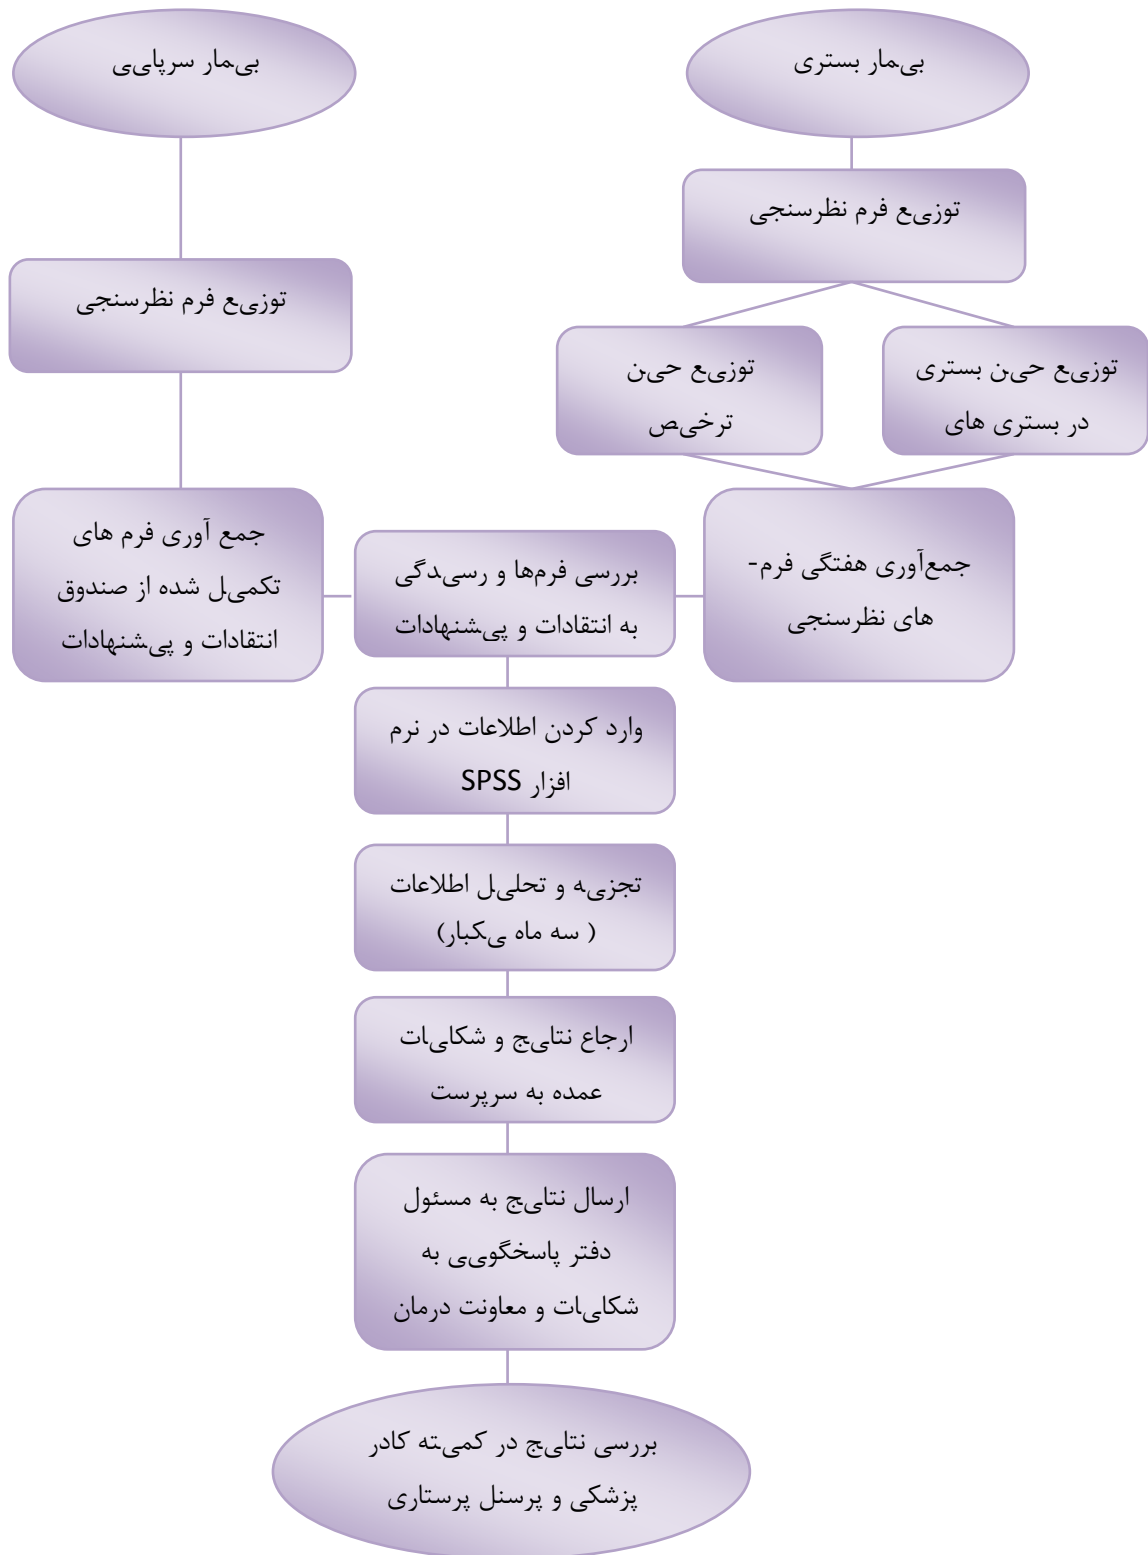 بیمار بستری
بیمار سرپایی
توزیع فرم نظرسنجی
توزیع فرم نظرسنجی
توزیع حین بستری
در بستری های
توزیع حین
ترخیص
جمع‌آوری هفتگی فرم-
های نظرسنجی
جمع آوری فرم های
تکمیل شده از صندوق
انتقادات و پیشنهادات
بررسی فرم‌ها و رسیدگی
به انتقادات و پیشنهادات
وارد کردن اطلاعات در نرم
افزار SPSS
تجزیه و تحلیل اطلاعات
( سه ماه یکبار)
ارجاع نتایج و شکایات
عمده به سرپرست
ارسال نتایج به مسئول
دفتر پاسخگویی به
شکایات و معاونت درمان
بررسی نتایج در کمیته کادر
پزشکی و پرسنل پرستاری